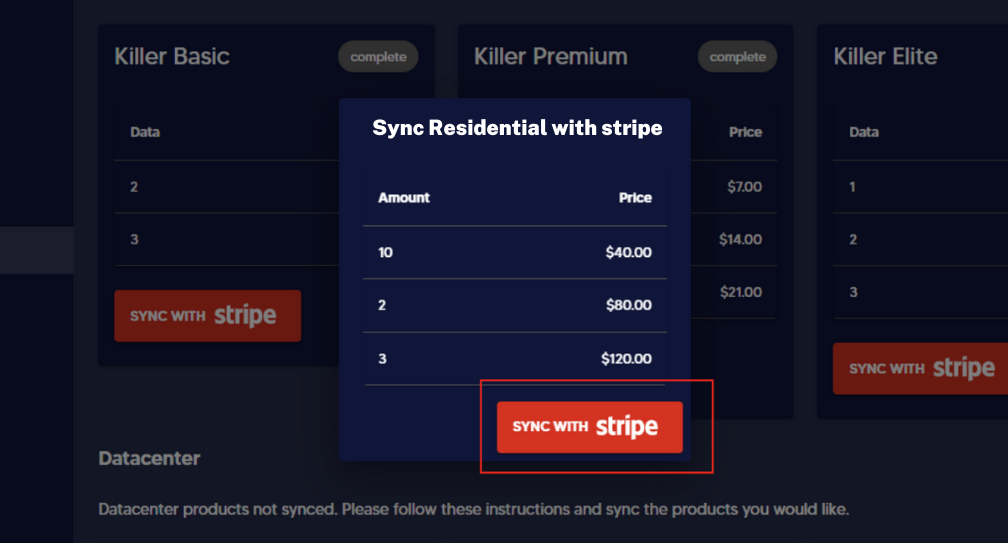 Killer Basic
complete
Killer Premium
complete
Killer Elite
Sync Residential with stripe
Data
Price
Data
Amount
Price
2
$7.00
1
10
$40.00
3
$14.00
2
2
$80.00
$21.00
3
SYNC WITH stripe
3
$120.00
SYNC WITH stripe
SYNC WITH stripe
Datacenter
Datacenter products not synced. Please follow these instructions and sync the products you would like.